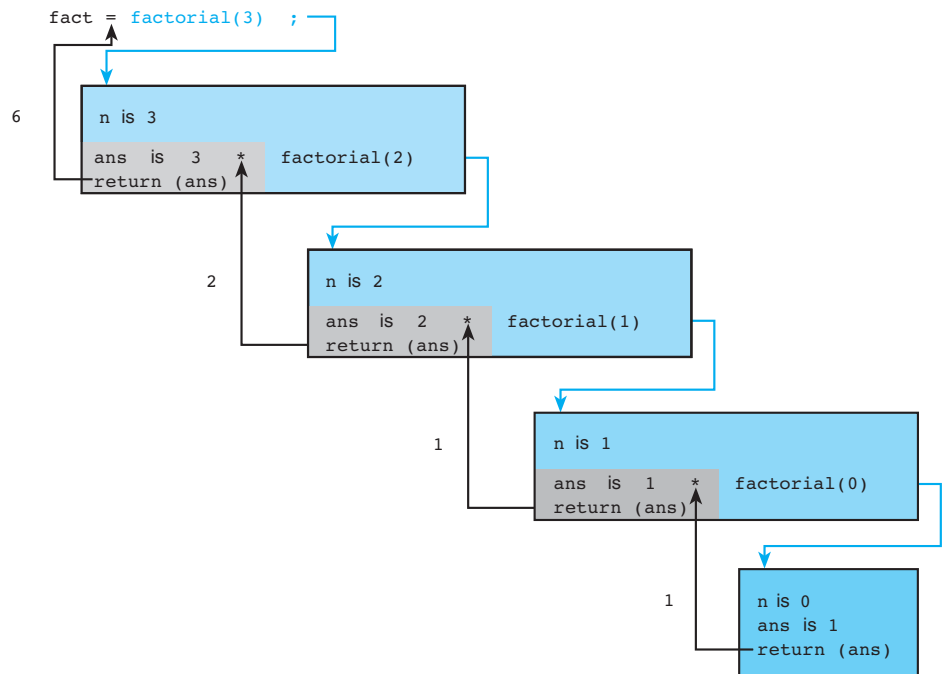 fact = factorial(3) ;
6
n is 3
ans is 3 * factorial(2)
return (ans)
2
n is 2
ans is 2 * factorial(1)
return (ans)
1
n is 1
ans is 1 * factorial(0)
return (ans)
1
n is 0
ans is 1
return (ans)